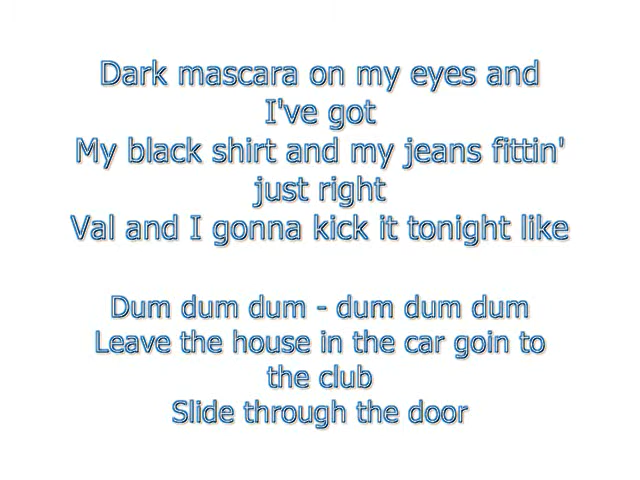 Dark mascara on my eyes and
I've got
My black shirt and my jeans fittin'
just right
Val and I gonna kick it tonight like
Dum dum dum - dum dum dum
Leave the house in the car goin to
the club
Slide through the door